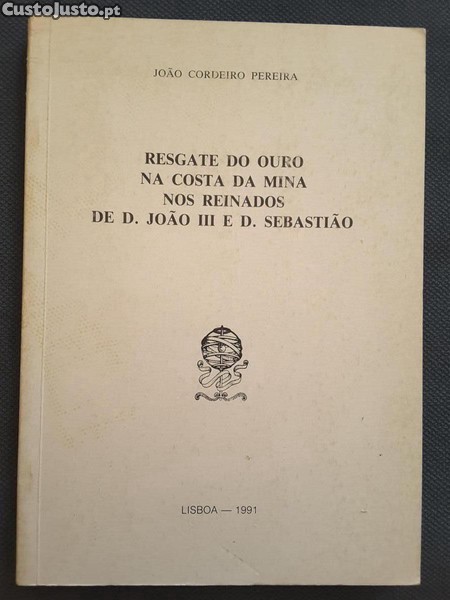 CustoJusto.pt
JOÃO CORDEIRO PEREIRA
RESGATE DO OURO
NA COSTA DA MINA
NOS REINADOS
DE D. JOÃO III E D. SEBASTIÃO
LISBOA — 1991